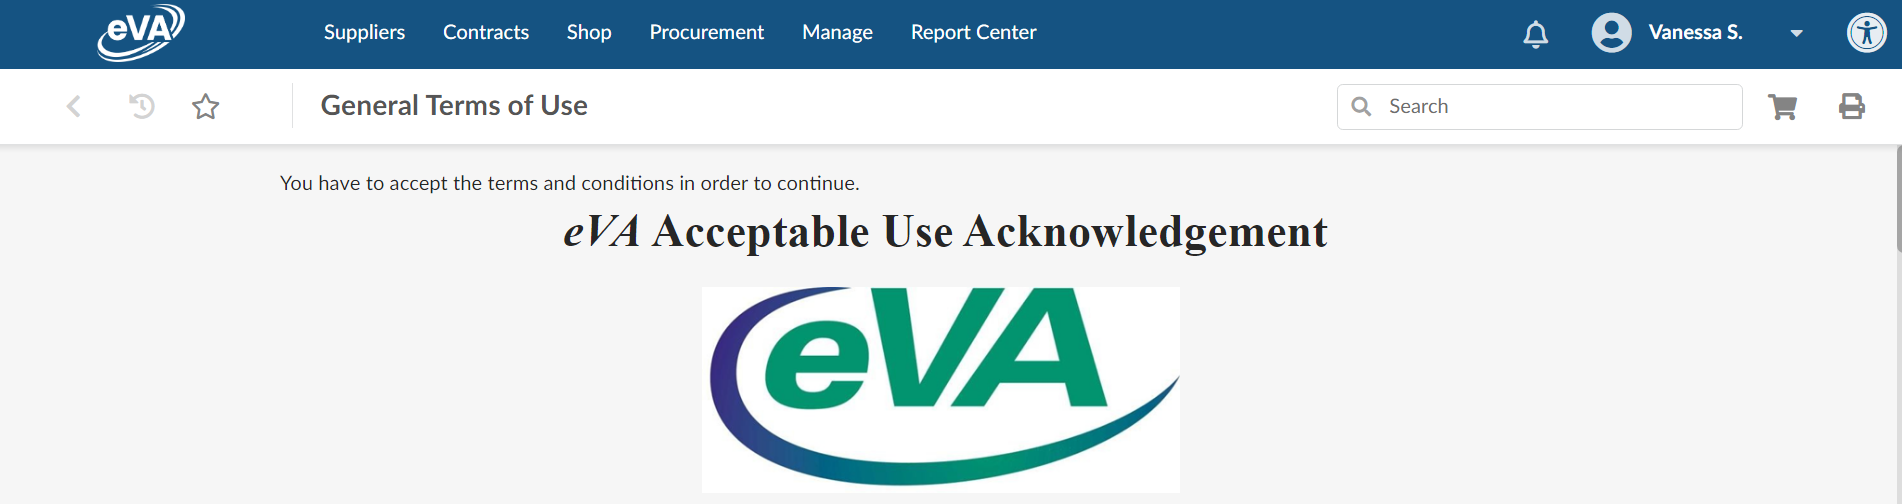 eVA Suppliers Contracts Shop Procurement Manage Report Center Vanessa S.
General Terms of Use Search
You have to accept the terms and conditions in order to continue.
eVA Acceptable Use Acknowledgement
eVA